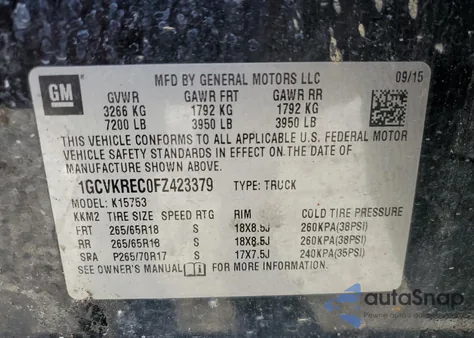 GM
MFD BY GENERAL MOTORS LLC 09/15
GVWR GAWR FRT GAWR RR
3266 KG 1792 KG 1792 KG
7200 LB 3950 LB 3950 LB
THIS VEHICLE CONFORMS TO ALL APPLICABLE U.S. FEDERAL MOTOR
VEHICLE SAFETY STANDARDS IN EFFECT ON THE DATE OF
MANUFACTURE SHOWN ABOVE.
1GCVKREC0FZ423379 TYPE: TRUCK
MODEL: K15753
KKM2 TIRE SIZE SPEED RTG RIM COLD TIRE PRESSURE
FRT 265/65R18 S 18X8.5J 260KPA(38PSI)
RR 265/65R18 S 18X8.5J 260KPA(38PSI)
SPA P265/70R17 S 17X7.5J 240KPA(35PSI)
SEE OWNER'S MANUAL FOR MORE INFORMATION
autoSnap